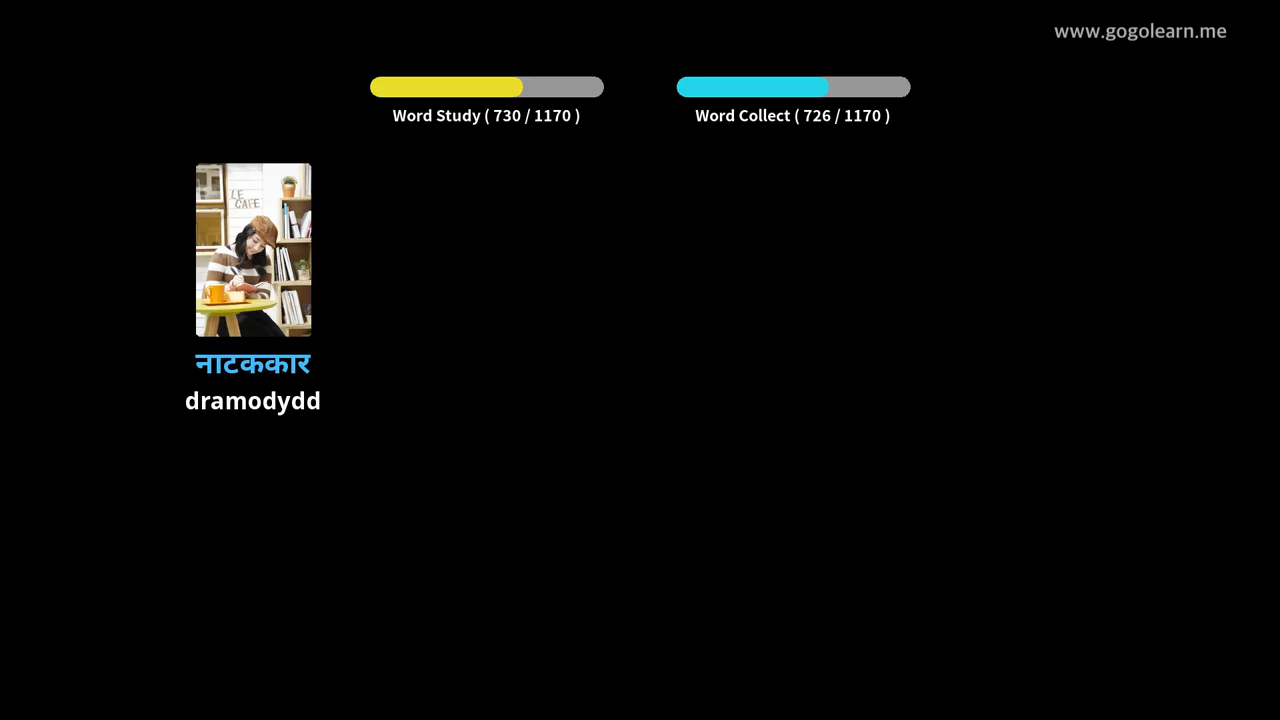 www.gogolearn.me
Word Study ( 730 / 1170 )
Word Collect ( 726 / 1170 )
LE
CAFE
नाटककार
dramodydd